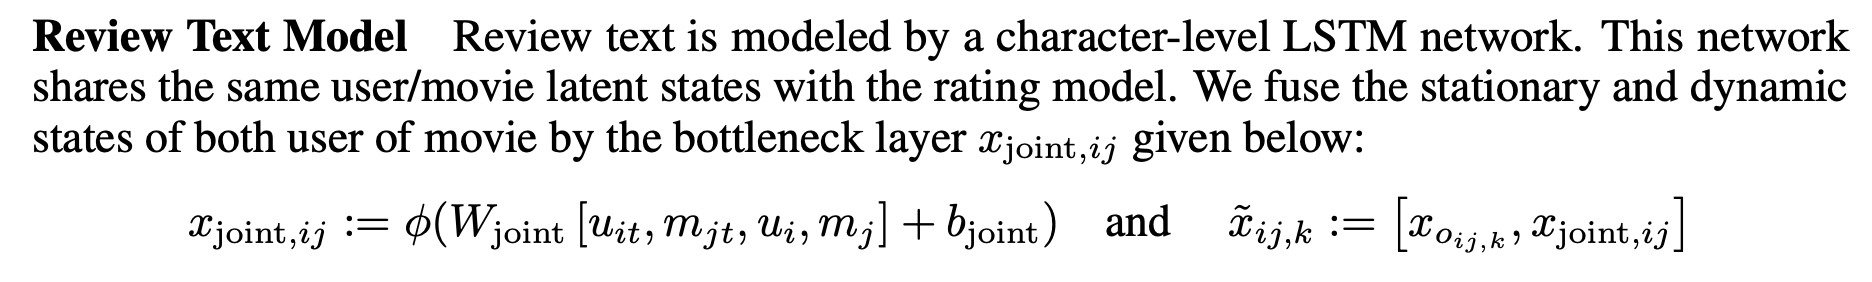 Review Text Model Review text is modeled by a character-level LSTM network. This network
shares the same user/movie latent states with the rating model. We fuse the stationary and dynamic
states of both user of movie by the bottleneck layer x_{joint,ij} given below:
x_{joint,ij} := ϕ(W_{joint} [u_{it}, m_{jt}, u_i, m_j] + b_{joint}) and x̃_{ij,k} := [x_{o_{ij,k}}, x_{joint,ij}]